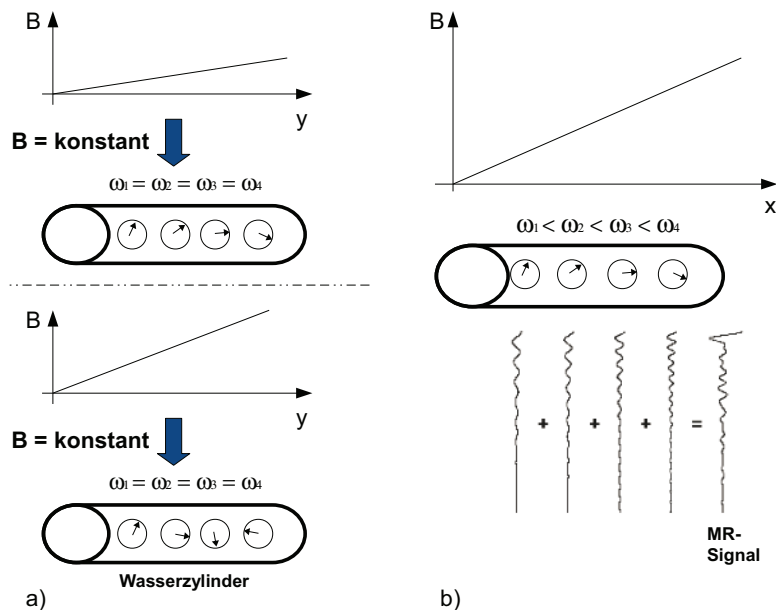 B
y
B = konstant
ω₁ = ω₂ = ω₃ = ω₄
B
y
B = konstant
ω₁ = ω₂ = ω₃ = ω₄
Wasserzylinder
a)
B
x
ω₁ < ω₂ < ω₃ < ω₄
+ + + =
MR-
Signal
b)